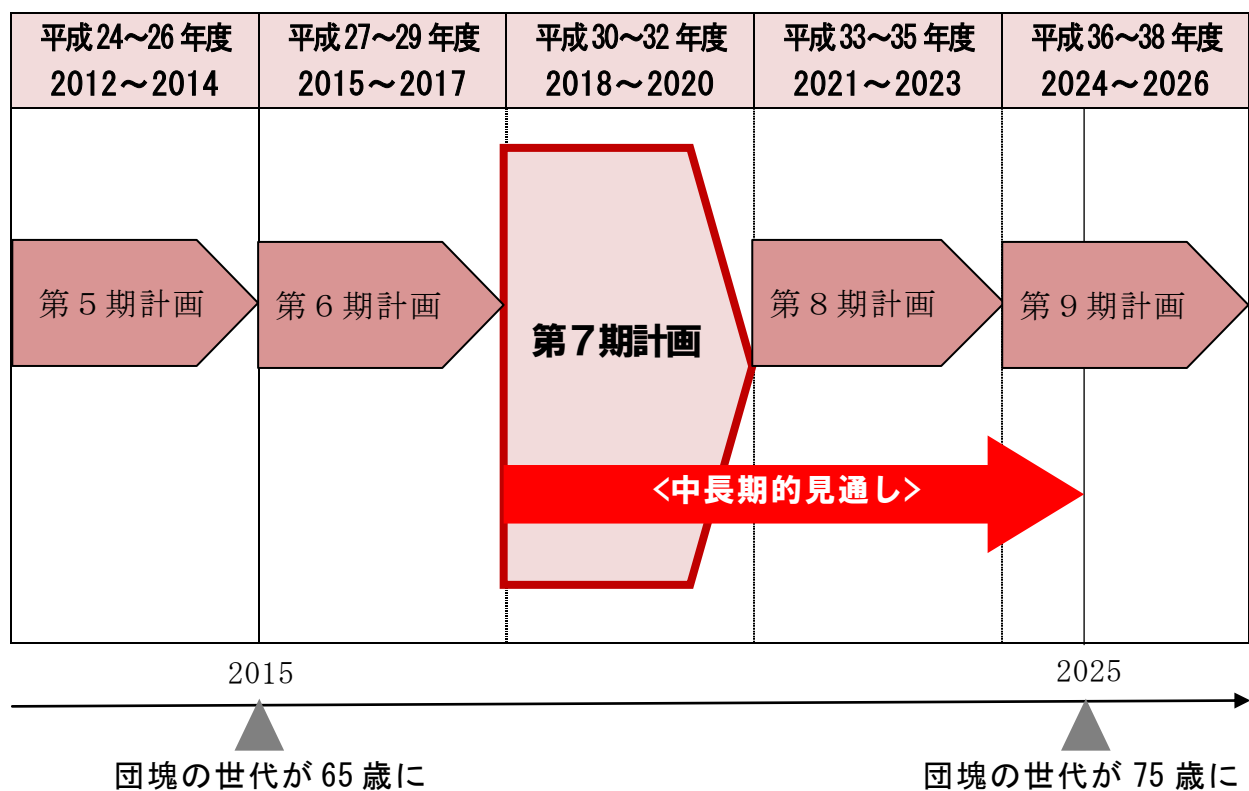 平成24～26年度
2012～2014
平成27～29年度
2015～2017
平成30～32年度
2018～2020
平成33～35年度
2021～2023
平成36～38年度
2024～2026
第５期計画
第６期計画
第７期計画
第８期計画
第９期計画
<中長期的見通し>
2015
2025
団塊の世代が65歳に
団塊の世代が75歳に